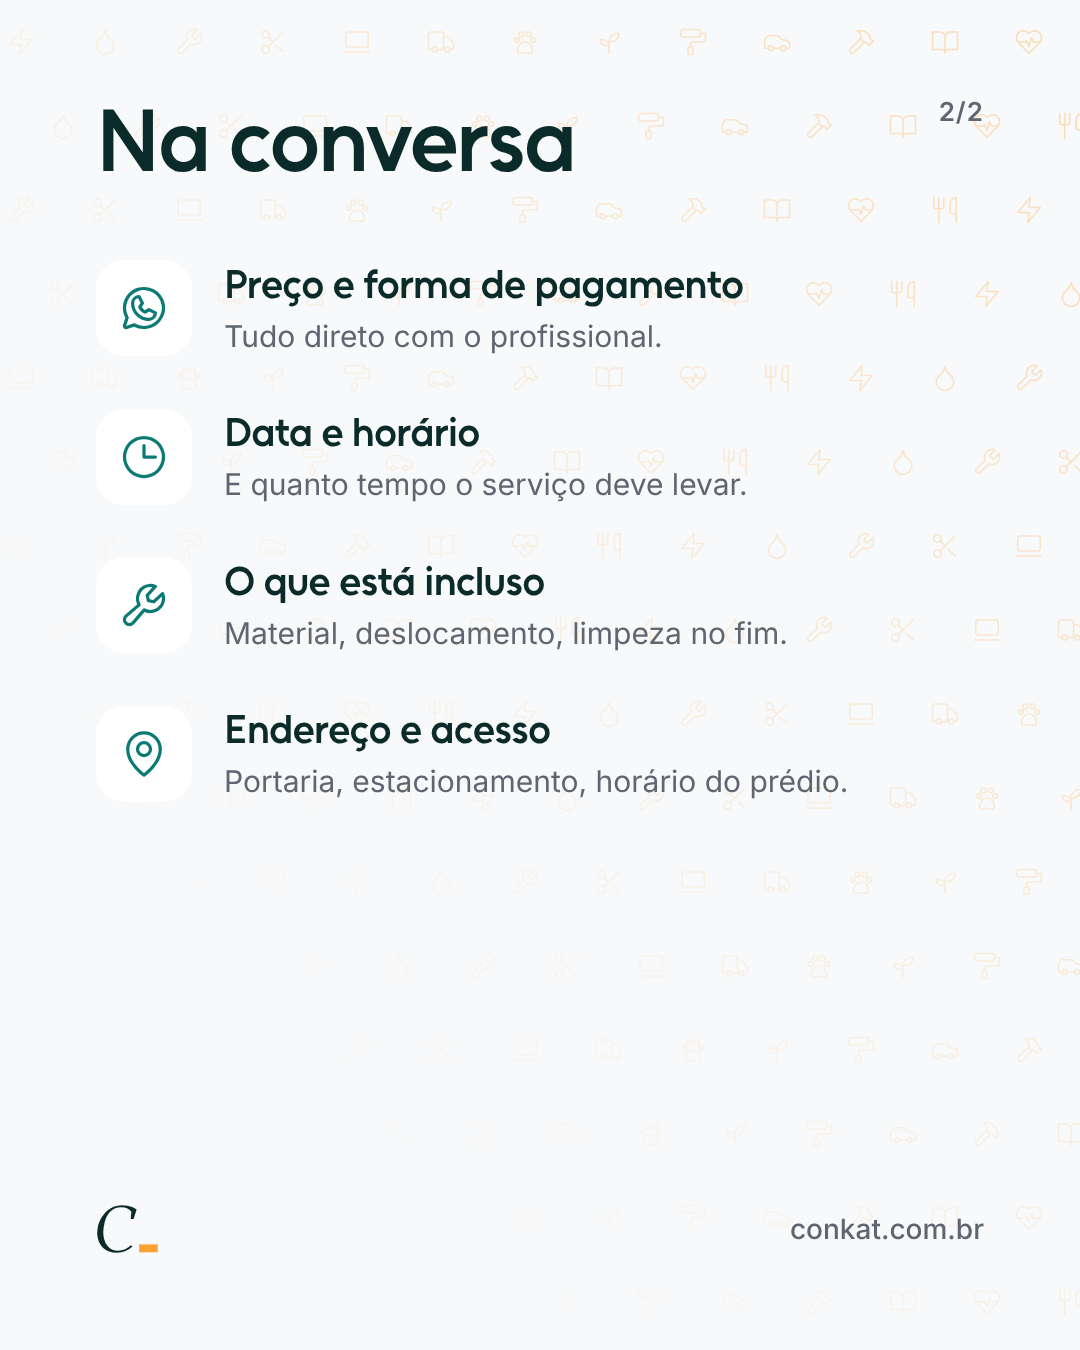 Na conversa
2/2
Preço e forma de pagamento
Tudo direto com o profissional.
Data e horário
E quanto tempo o serviço deve levar.
O que está incluso
Material, deslocamento, limpeza no fim.
Endereço e acesso
Portaria, estacionamento, horário do prédio.
C_
conkat.com.br